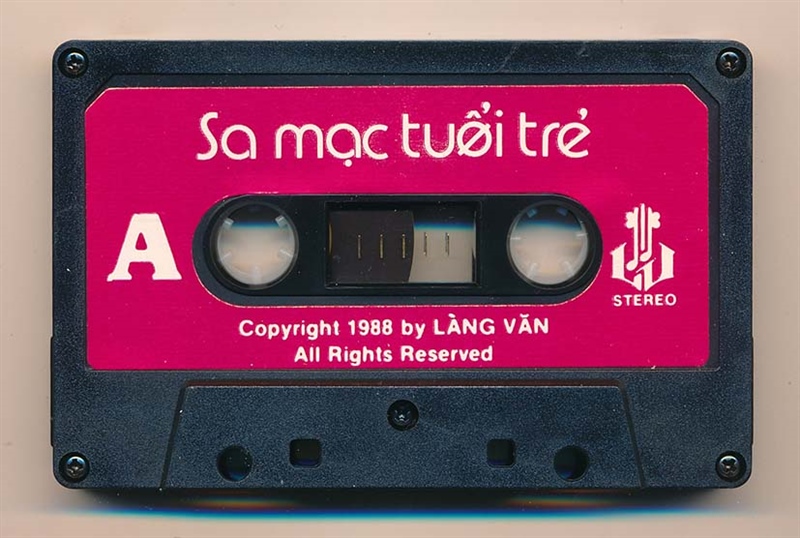 Sa mạc tuổi trẻ
A
STEREO
Copyright 1988 by LÀNG VĂN
All Rights Reserved